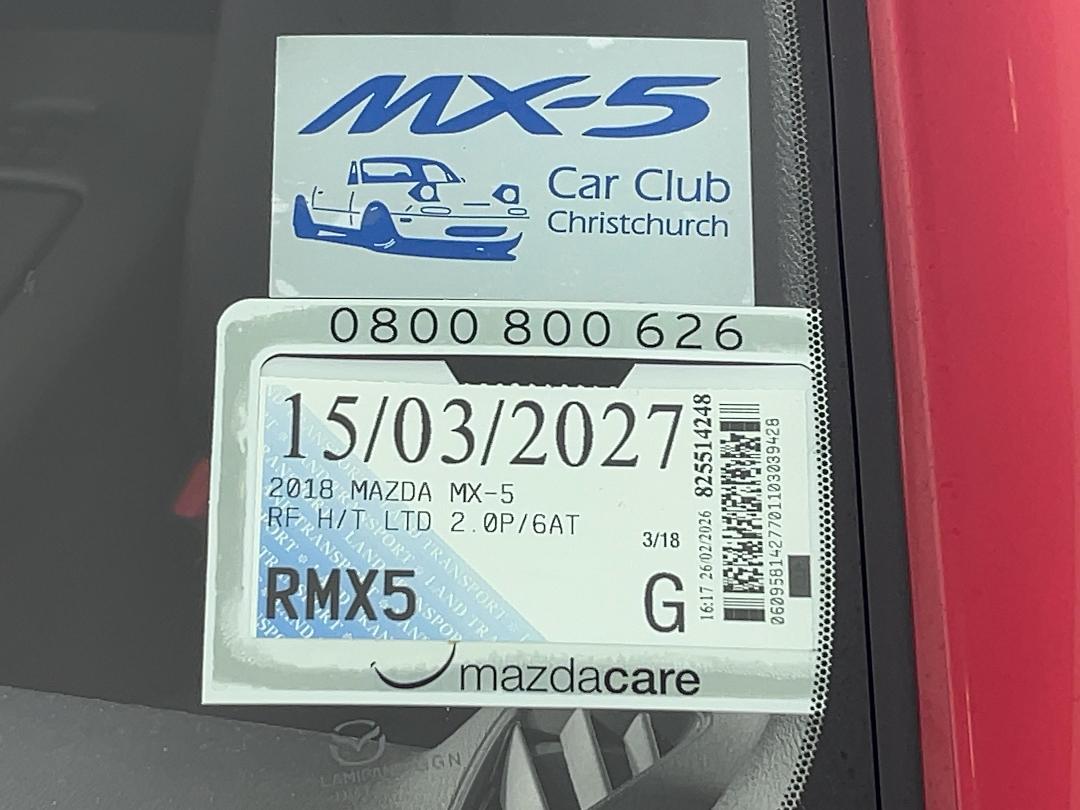 MX-5
Car Club
Christchurch
0800 800 626
15/03/2027
2018 MAZDA MX-5
RF H/T LTD 2.0P/6AT
3/18
RMX5
G
16:17 26/02/2026 825514248
0609581427701103039428
mazdacare